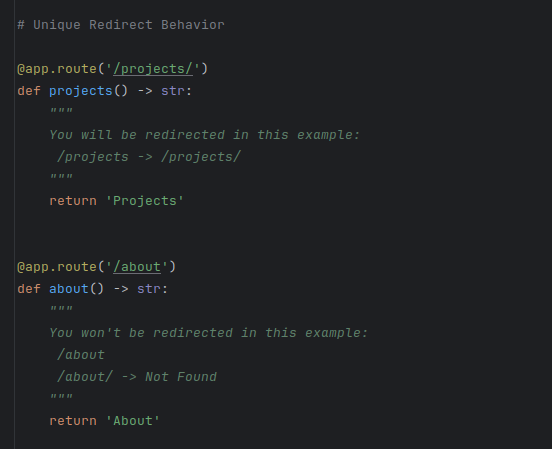 # Unique Redirect Behavior
@app.route('/projects/')
def projects() -> str:
"""
You will be redirected in this example:
/projects -> /projects/
"""
return 'Projects'
@app.route('/about')
def about() -> str:
"""
You won't be redirected in this example:
/about
/about/ -> Not Found
"""
return 'About'